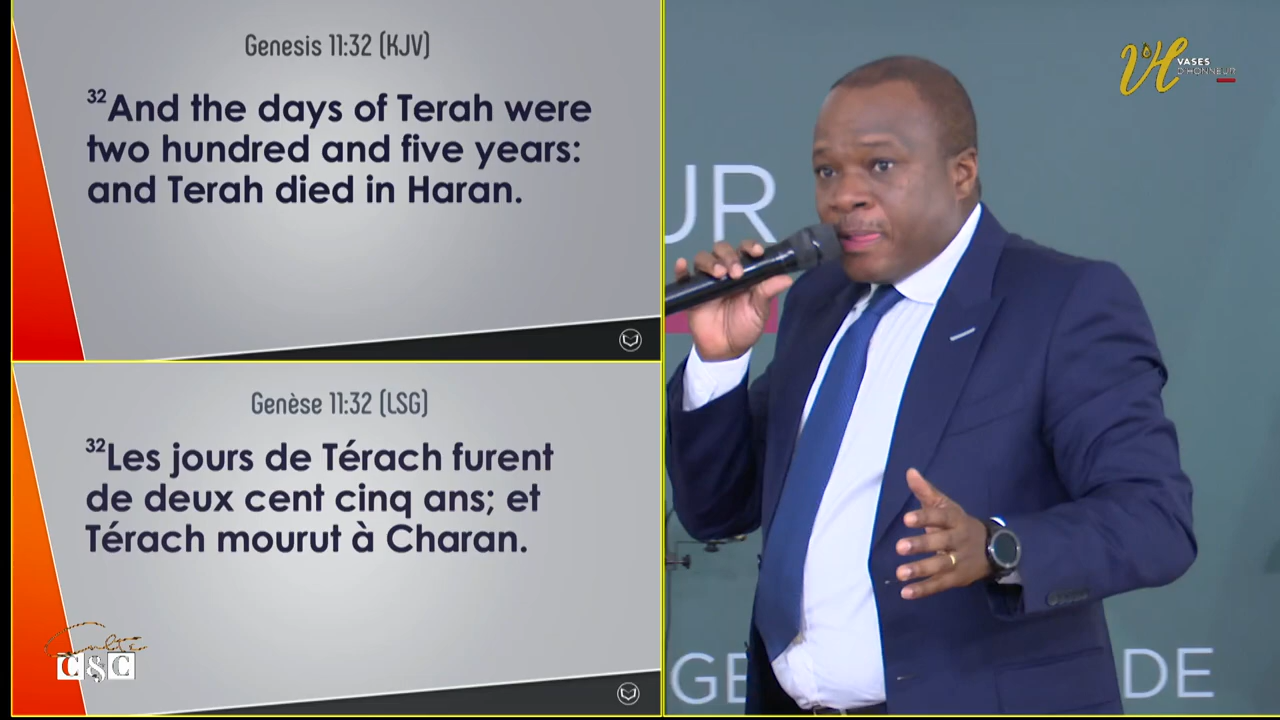 Genesis 11:32 (KJV)
32And the days of Terah were
two hundred and five years:
and Terah died in Haran.
Genèse 11:32 (LSG)
32Les jours de Térach furent
de deux cent cinq ans; et
Térach mourut à Charan.
Culte
C&C
VH VASES
D'HONNEUR
UR
GE
DE